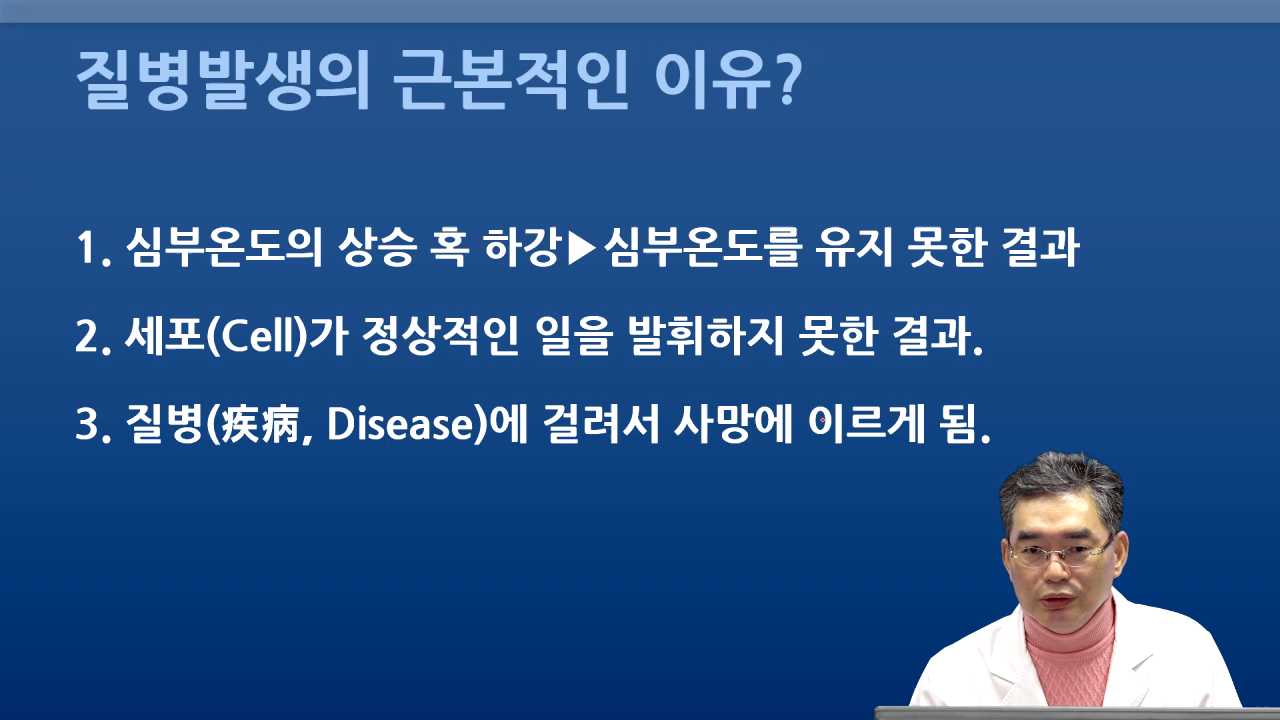 질병발생의 근본적인 이유?
1. 심부온도의 상승 혹 하강▶심부온도를 유지 못한 결과
2. 세포(Cell)가 정상적인 일을 발휘하지 못한 결과.
3. 질병(疾病, Disease)에 걸려서 사망에 이르게 됨.